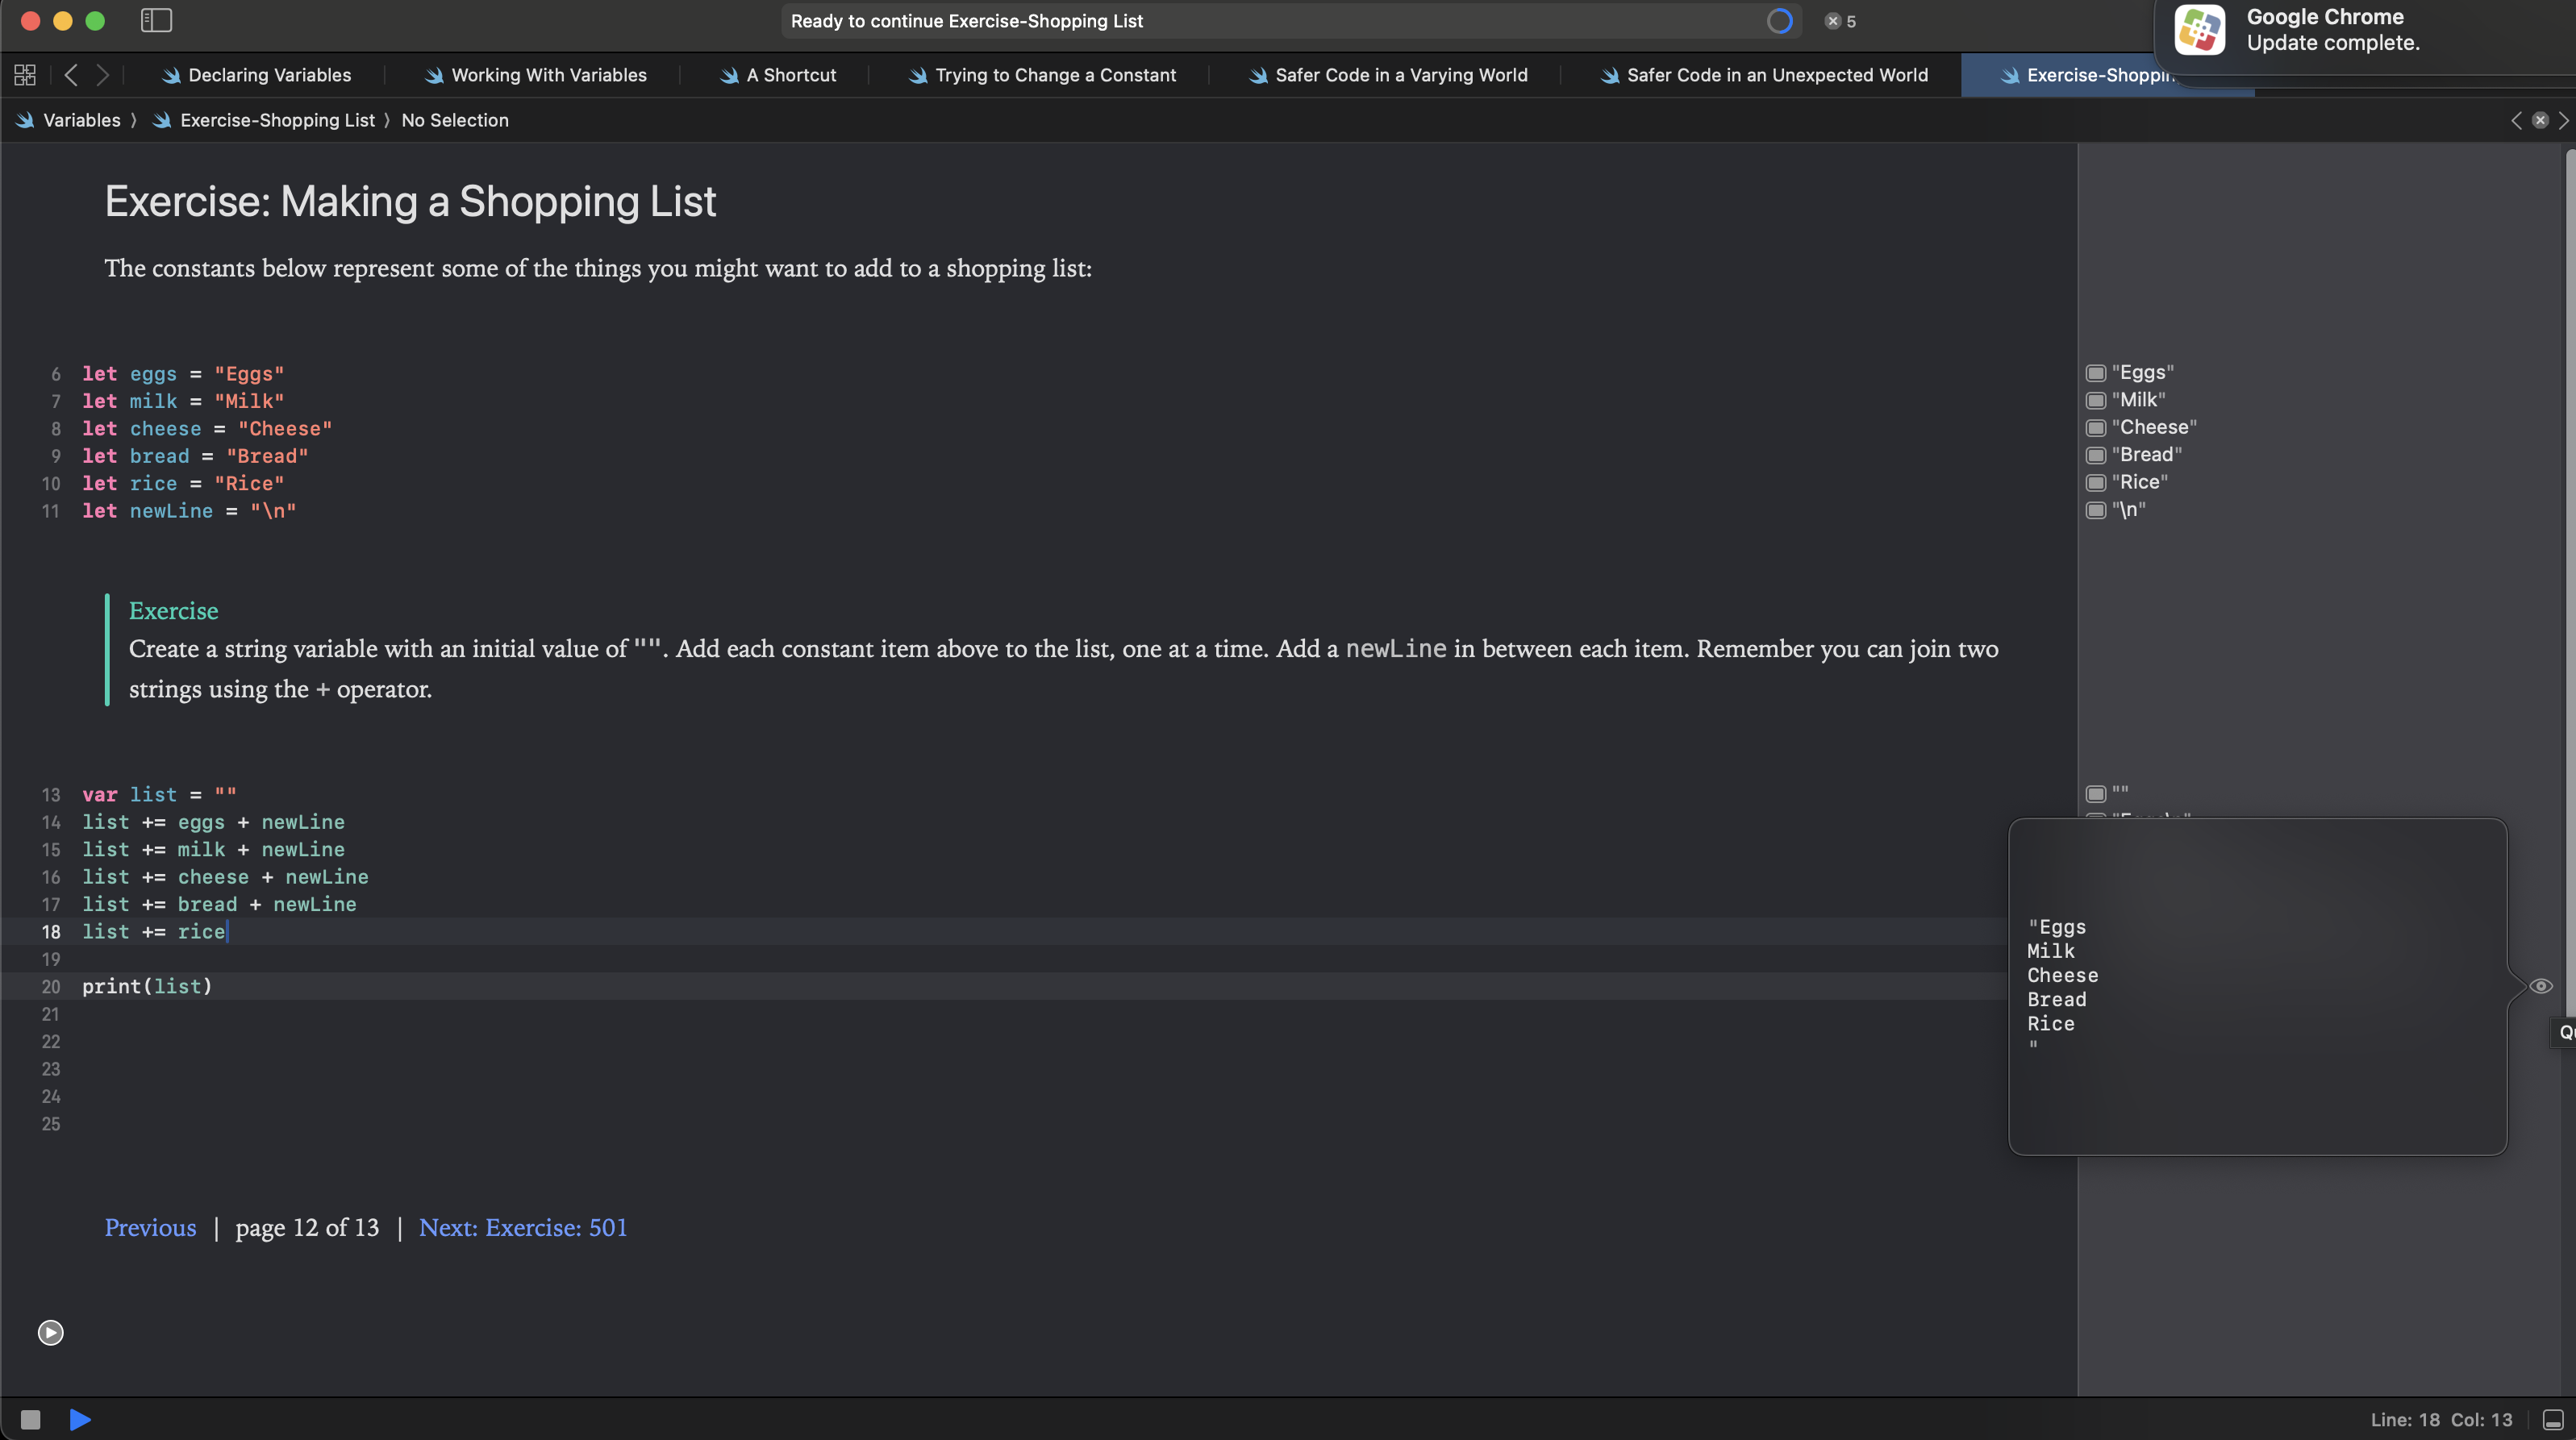 Ready to continue Exercise-Shopping List
5
Google Chrome
Update complete.
Declaring Variables
Working With Variables
A Shortcut
Trying to Change a Constant
Safer Code in a Varying World
Safer Code in an Unexpected World
Exercise-Shoppin
Variables 〉 Exercise-Shopping List 〉 No Selection
Exercise: Making a Shopping List
The constants below represent some of the things you might want to add to a shopping list:
6 let eggs = "Eggs"
7 let milk = "Milk"
8 let cheese = "Cheese"
9 let bread = "Bread"
10 let rice = "Rice"
11 let newLine = "\n"
"Eggs"
"Milk"
"Cheese"
"Bread"
"Rice"
"\n"
Exercise
Create a string variable with an initial value of "". Add each constant item above to the list, one at a time. Add a newLine in between each item. Remember you can join two
strings using the + operator.
13 var list = ""
14 list += eggs + newLine
15 list += milk + newLine
16 list += cheese + newLine
17 list += bread + newLine
18 list += rice
19
20 print(list)
21
22
23
24
25
""
"Eggs
Milk
Cheese
Bread
Rice
"
Previous | page 12 of 13 | Next: Exercise: 501
Line: 18 Col: 13